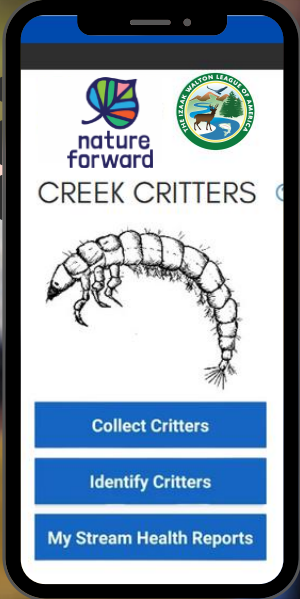 nature
forward
THE IZAAK WALTON LEAGUE OF AMERICA
CREEK CRITTERS
Collect Critters
Identify Critters
My Stream Health Reports